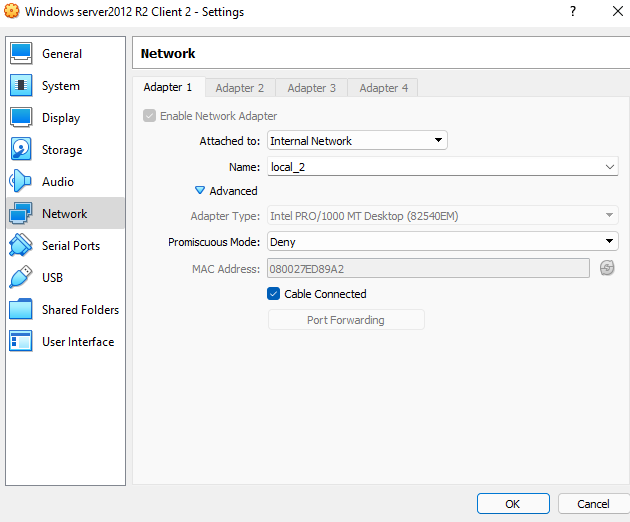 Windows server2012 R2 Client 2 - Settings
?
General
System
Display
Storage
Audio
Network
Serial Ports
USB
Shared Folders
User Interface
Network
Adapter 1 Adapter 2 Adapter 3 Adapter 4
Enable Network Adapter
Attached to: Internal Network
Name: local_2
Advanced
Adapter Type: Intel PRO/1000 MT Desktop (82540EM)
Promiscuous Mode: Deny
MAC Address: 080027ED89A2
Cable Connected
Port Forwarding
OK Cancel